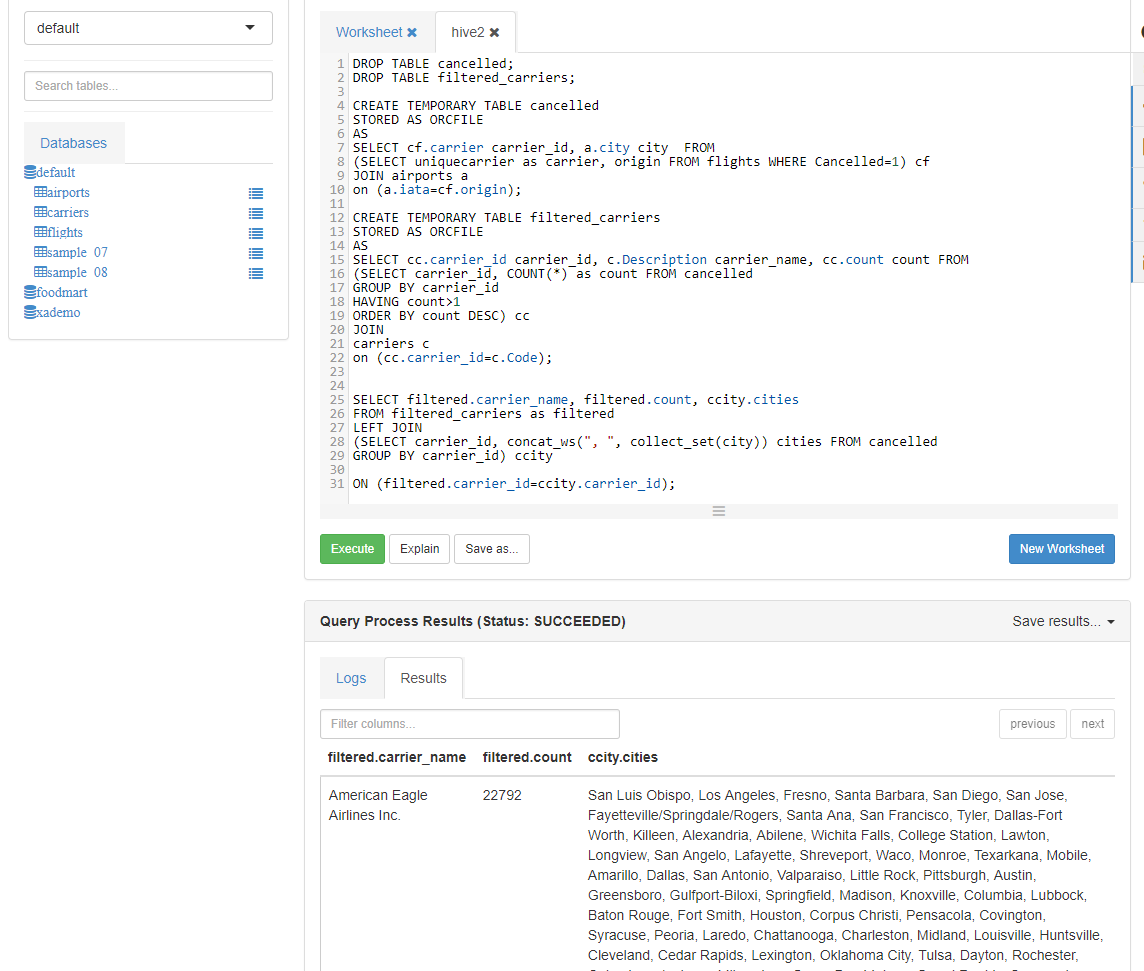 default
Search tables...
Databases
default
airports
carriers
flights
sample_07
sample_08
foodmart
xademo
Worksheet ✖ hive2 ✖
1 DROP TABLE cancelled;
2 DROP TABLE filtered_carriers;
3
4 CREATE TEMPORARY TABLE cancelled
5 STORED AS ORCFILE
6 AS
7 SELECT cf.carrier carrier_id, a.city city  FROM
8 (SELECT uniquecarrier as carrier, origin FROM flights WHERE Cancelled=1) cf
9 JOIN airports a
10 on (a.iata=cf.origin);
11
12 CREATE TEMPORARY TABLE filtered_carriers
13 STORED AS ORCFILE
14 AS
15 SELECT cc.carrier_id carrier_id, c.Description carrier_name, cc.count count FROM
16 (SELECT carrier_id, COUNT(*) as count FROM cancelled
17 GROUP BY carrier_id
18 HAVING count>1
19 ORDER BY count DESC) cc
20 JOIN
21 carriers c
22 on (cc.carrier_id=c.Code);
23
24
25 SELECT filtered.carrier_name, filtered.count, ccity.cities
26 FROM filtered_carriers as filtered
27 LEFT JOIN
28 (SELECT carrier_id, concat_ws(", ", collect_set(city)) cities FROM cancelled
29 GROUP BY carrier_id) ccity
30
31 ON (filtered.carrier_id=ccity.carrier_id);
Execute Explain Save as... New Worksheet
Query Process Results (Status: SUCCEEDED) Save results...
Logs Results
Filter columns... previous next
filtered.carrier_name filtered.count ccity.cities
American Eagle 22792 San Luis Obispo, Los Angeles, Fresno, Santa Barbara, San Diego, San Jose,
Airlines Inc. Fayetteville/Springdale/Rogers, Santa Ana, San Francisco, Tyler, Dallas-Fort
Worth, Killeen, Alexandria, Abilene, Wichita Falls, College Station, Lawton,
Longview, San Angelo, Lafayette, Shreveport, Waco, Monroe, Texarkana, Mobile,
Amarillo, Dallas, San Antonio, Valparaiso, Little Rock, Pittsburgh, Austin,
Greensboro, Gulfport-Biloxi, Springfield, Madison, Knoxville, Columbia, Lubbock,
Baton Rouge, Fort Smith, Houston, Corpus Christi, Pensacola, Covington,
Syracuse, Peoria, Laredo, Chattanooga, Charleston, Midland, Louisville, Huntsville,
Cleveland, Cedar Rapids, Lexington, Oklahoma City, Tulsa, Dayton, Rochester,